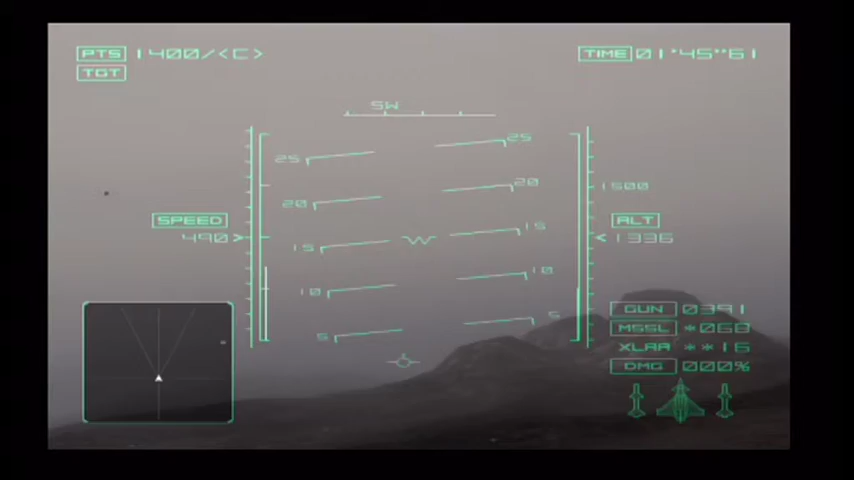 PTS 1400/<C>
TIME 01"45"61
TGT
SW
25 25
20 20
1500
SPEED
490>
15 15
ALT
<1336
10 10
5 5
GUN 0391
MSSL *068
XLAA **16
DMG 000%